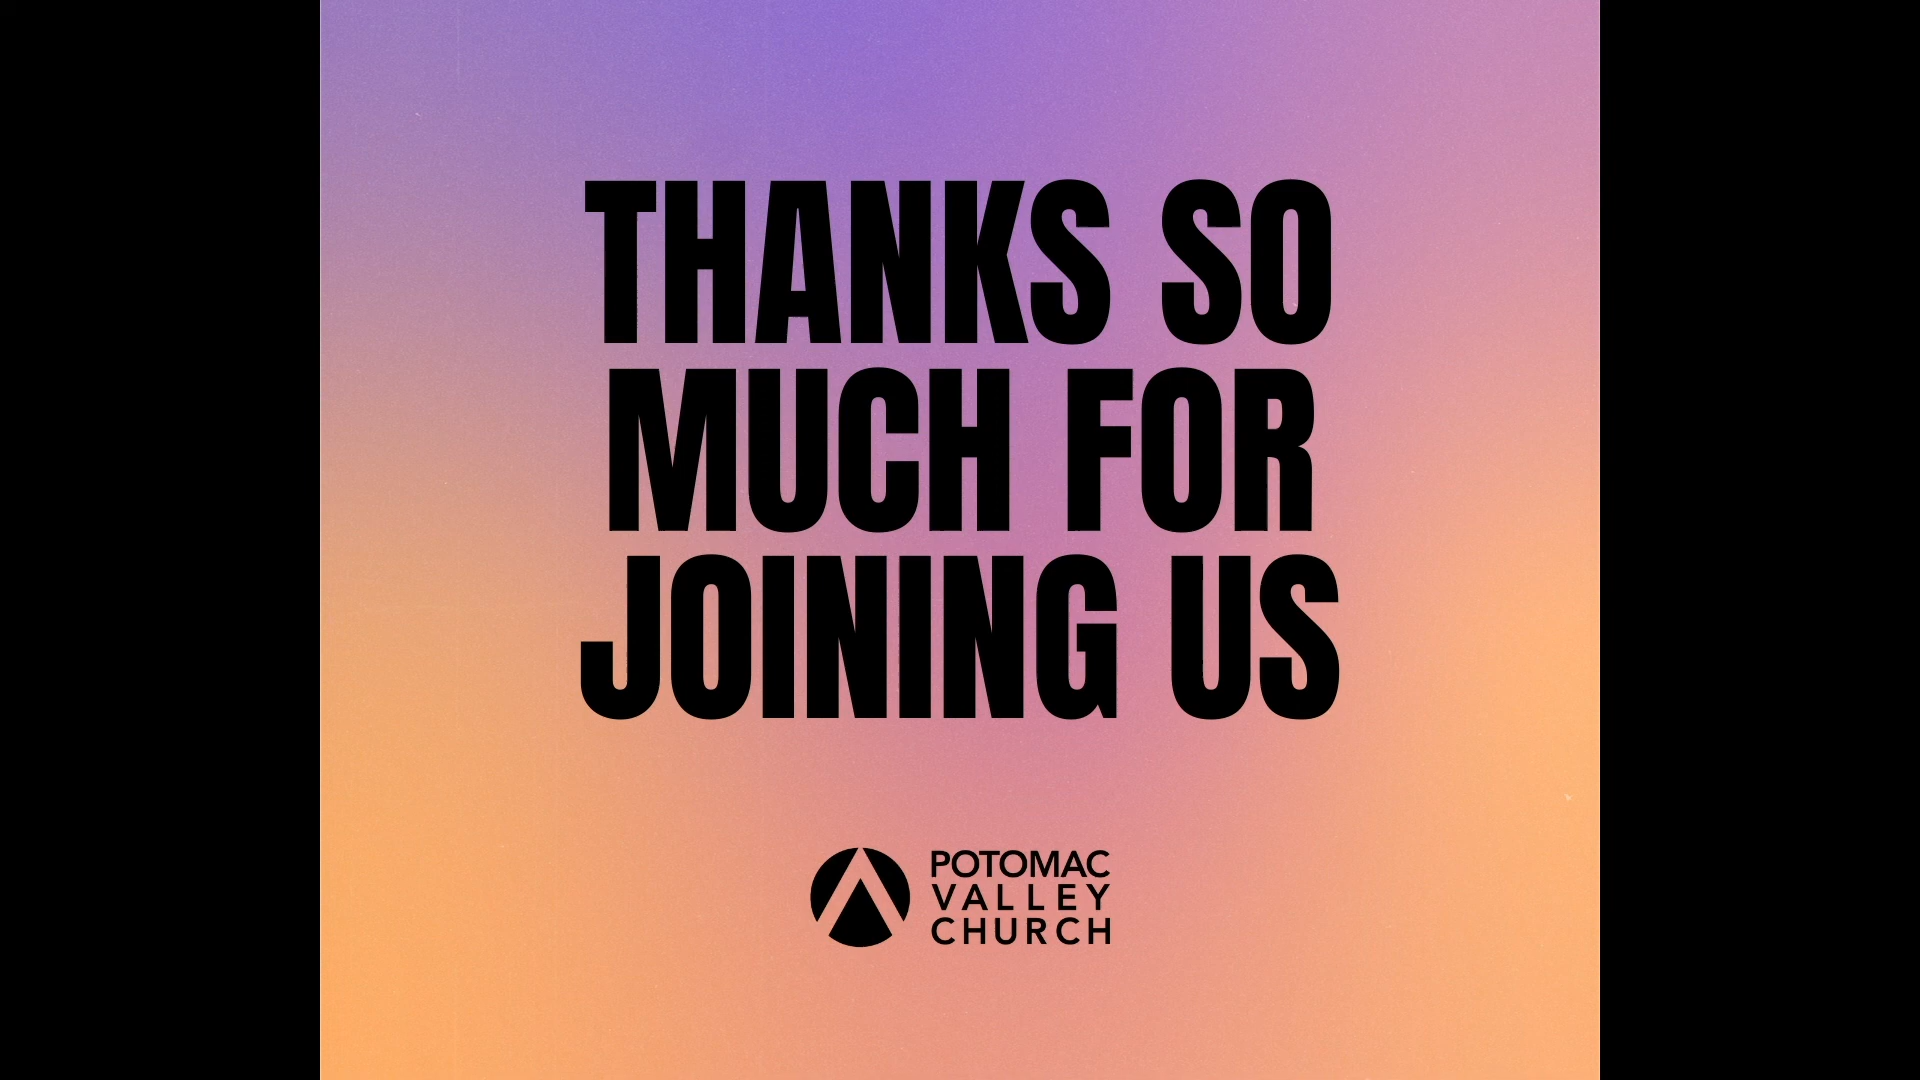 THANKS SO
MUCH FOR
JOINING US
POTOMAC
VALLEY
CHURCH